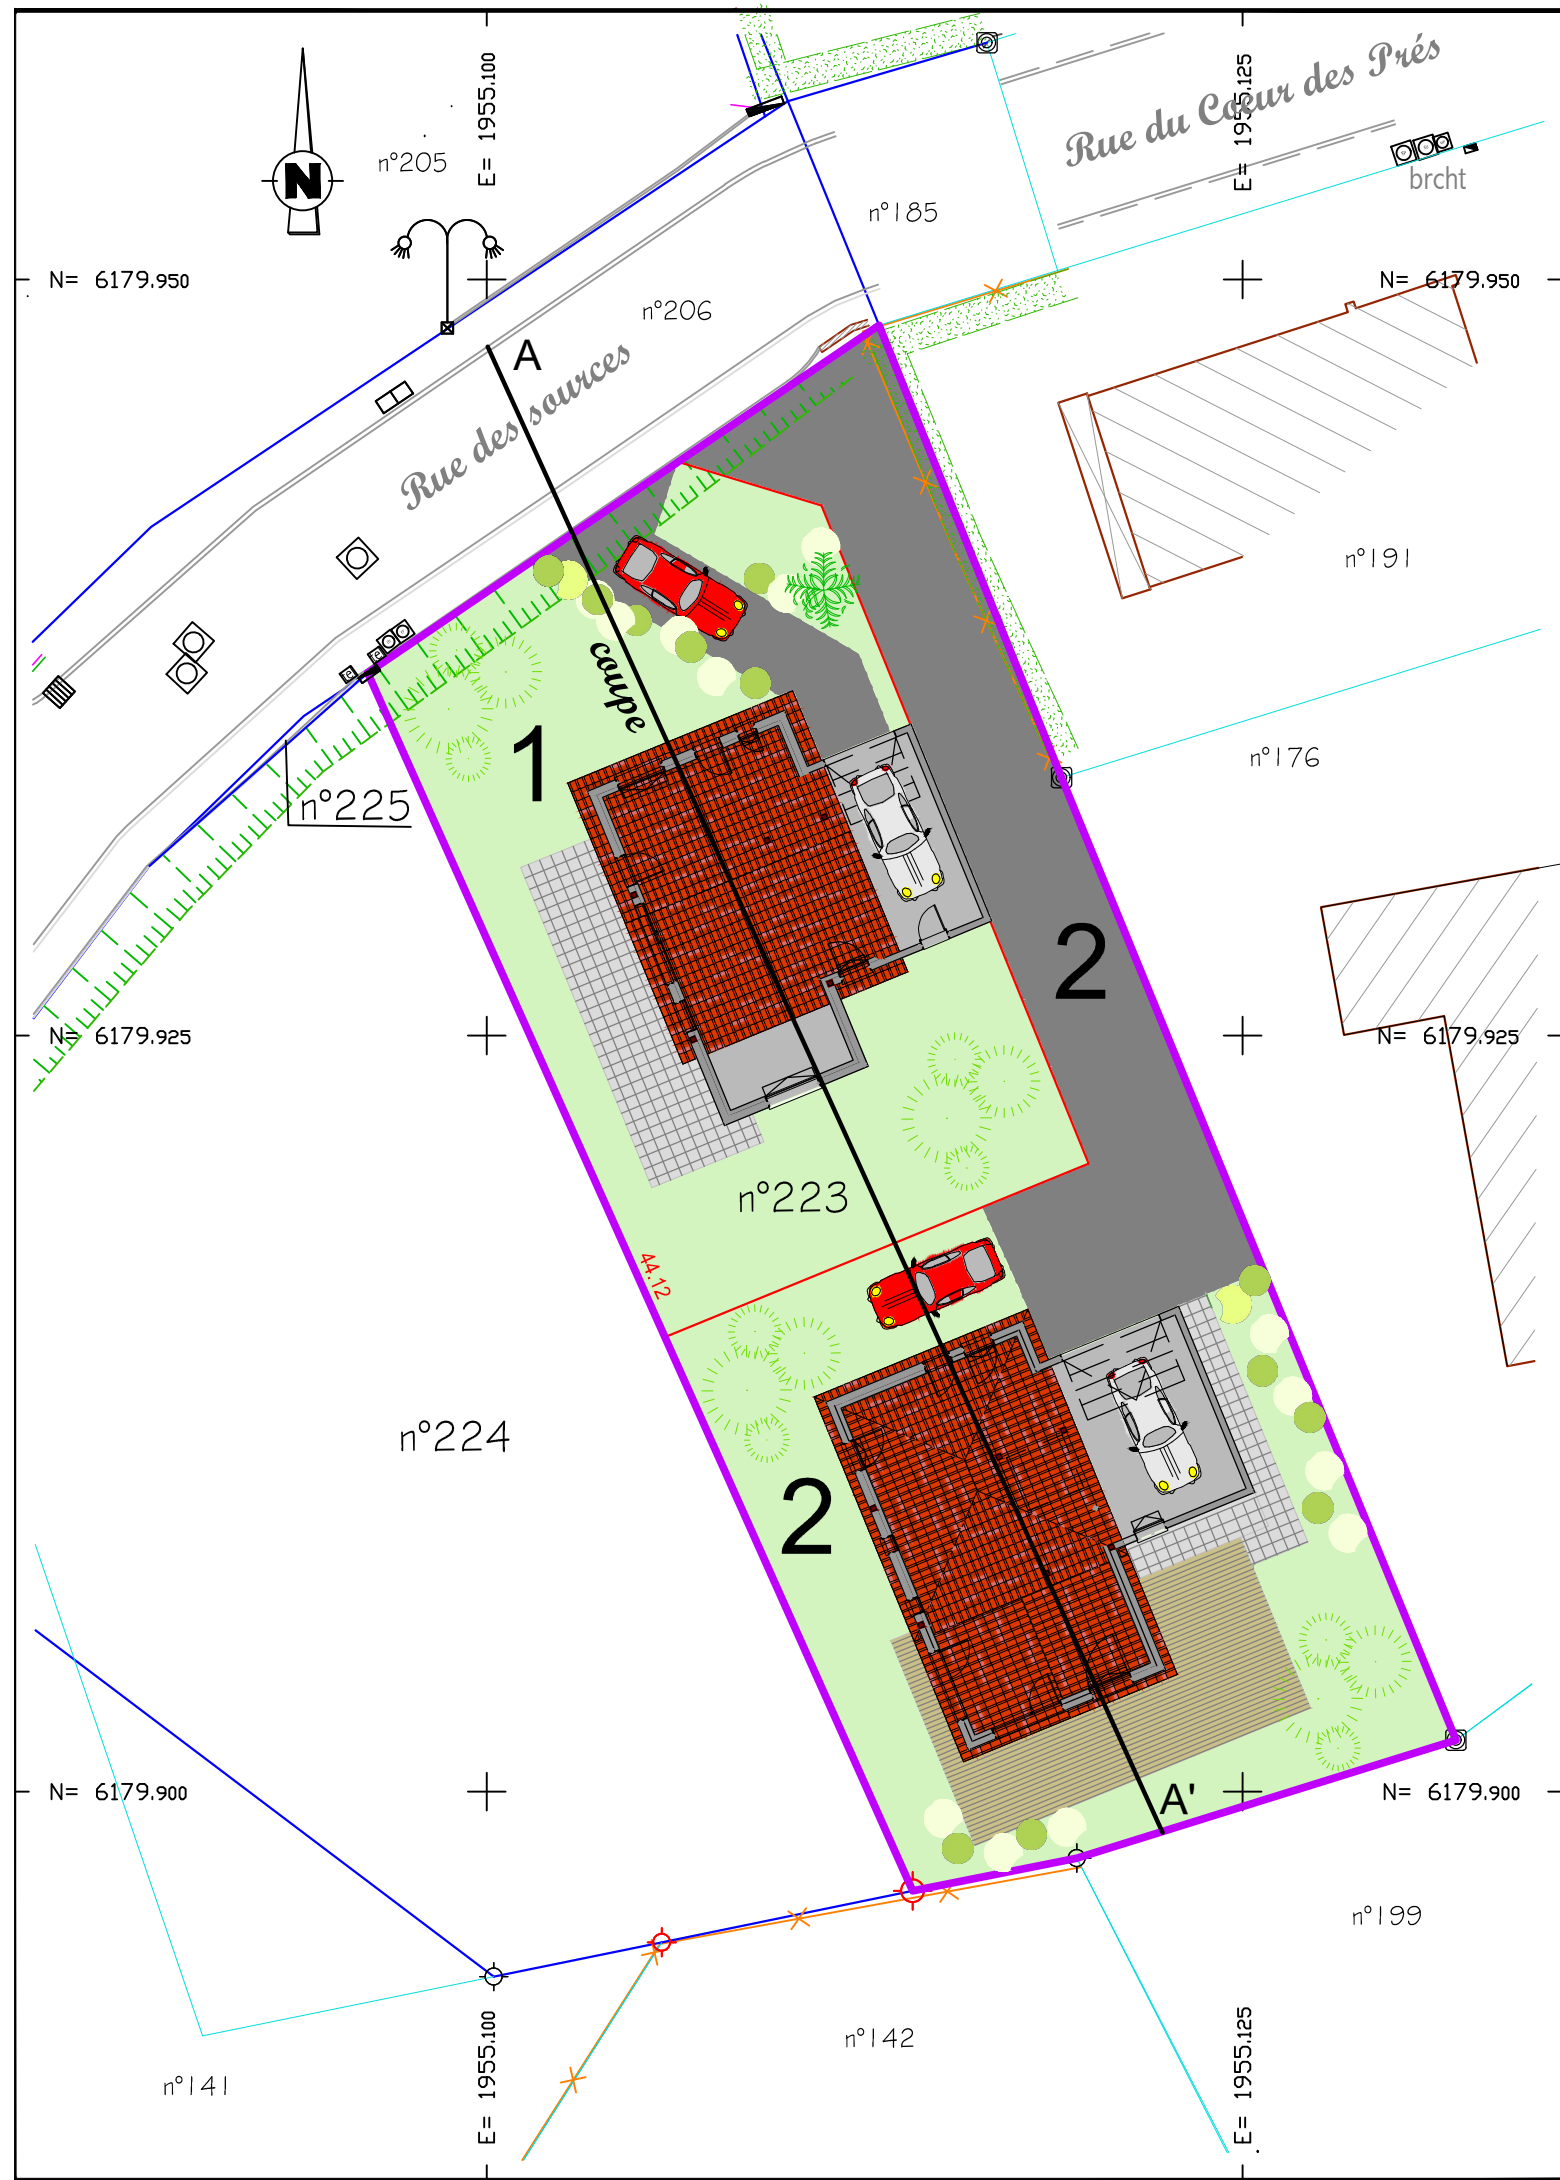 E= 1955.100
E= 1955.125
Rue du Cœur des Prés
N
n°205
brcht
n°185
N= 6179.950
N= 6179.950
n°206
A
Rue des sources
n°191
coupe
1
n°176
n°225
e
e
2
N= 6179.925
N= 6179.925
n°223
44.12
n°224
2
A'
N= 6179.900
N= 6179.900
n°199
n°142
n°141
E= 1955.100
E= 1955.125